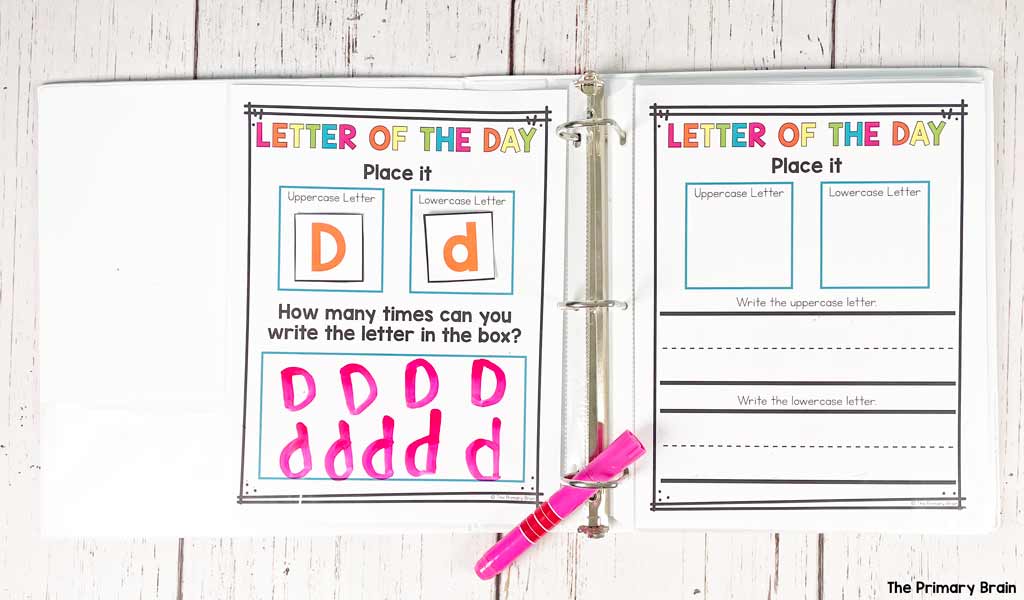 LETTER OF THE DAY
Place it
Uppercase Letter
Lowercase Letter
D
d
How many times can you
write the letter in the box?
D D D D
d d d d d
© The Primary Brain
LETTER OF THE DAY
Place it
Uppercase Letter
Lowercase Letter
Write the uppercase letter.
Write the lowercase letter.
© The Primary Brain
The Primary Brain